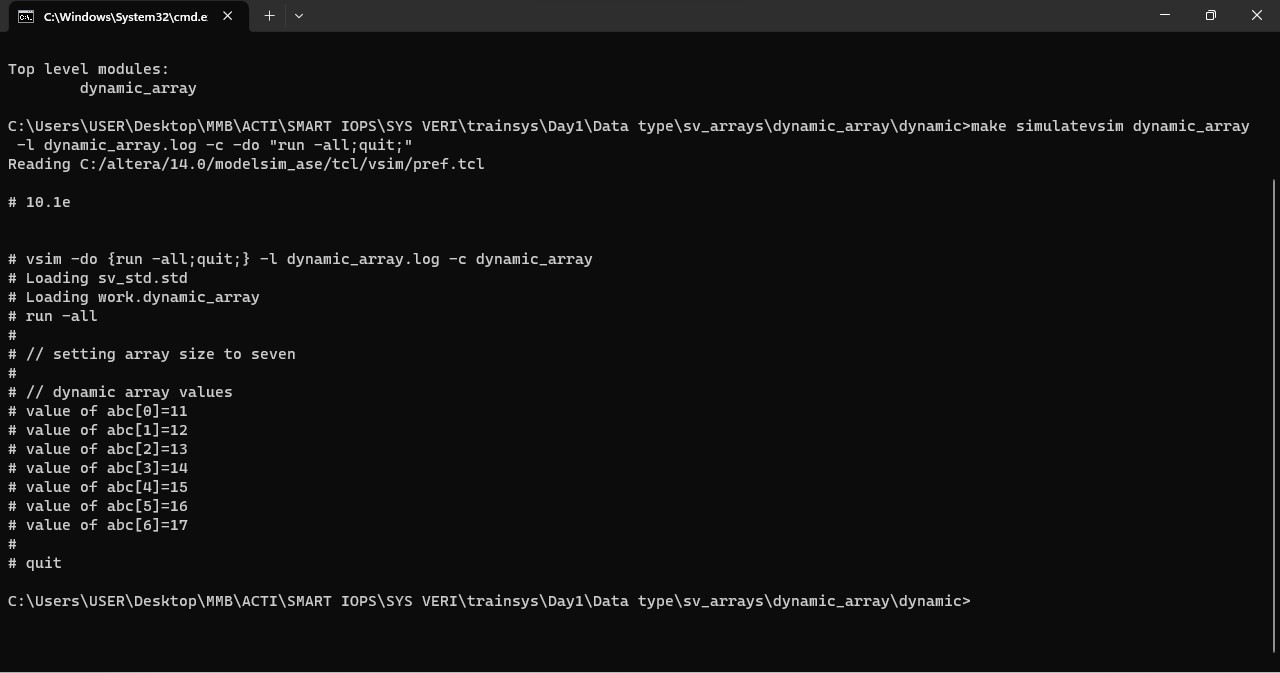 C:\Windows\System32\cmd.e
Top level modules:
        dynamic_array
C:\Users\USER\Desktop\MMB\ACTI\SMART IOPS\SYS VERI\trainsys\Day1\Data type\sv_arrays\dynamic_array\dynamic>make simulatevsim dynamic_array
 -l dynamic_array.log -c -do "run -all;quit;"
Reading C:/altera/14.0/modelsim_ase/tcl/vsim/pref.tcl
# 10.1e
# vsim -do {run -all;quit;} -l dynamic_array.log -c dynamic_array
# Loading sv_std.std
# Loading work.dynamic_array
# run -all
#
# // setting array size to seven
#
# // dynamic array values
# value of abc[0]=11
# value of abc[1]=12
# value of abc[2]=13
# value of abc[3]=14
# value of abc[4]=15
# value of abc[5]=16
# value of abc[6]=17
#
# quit
C:\Users\USER\Desktop\MMB\ACTI\SMART IOPS\SYS VERI\trainsys\Day1\Data type\sv_arrays\dynamic_array\dynamic>